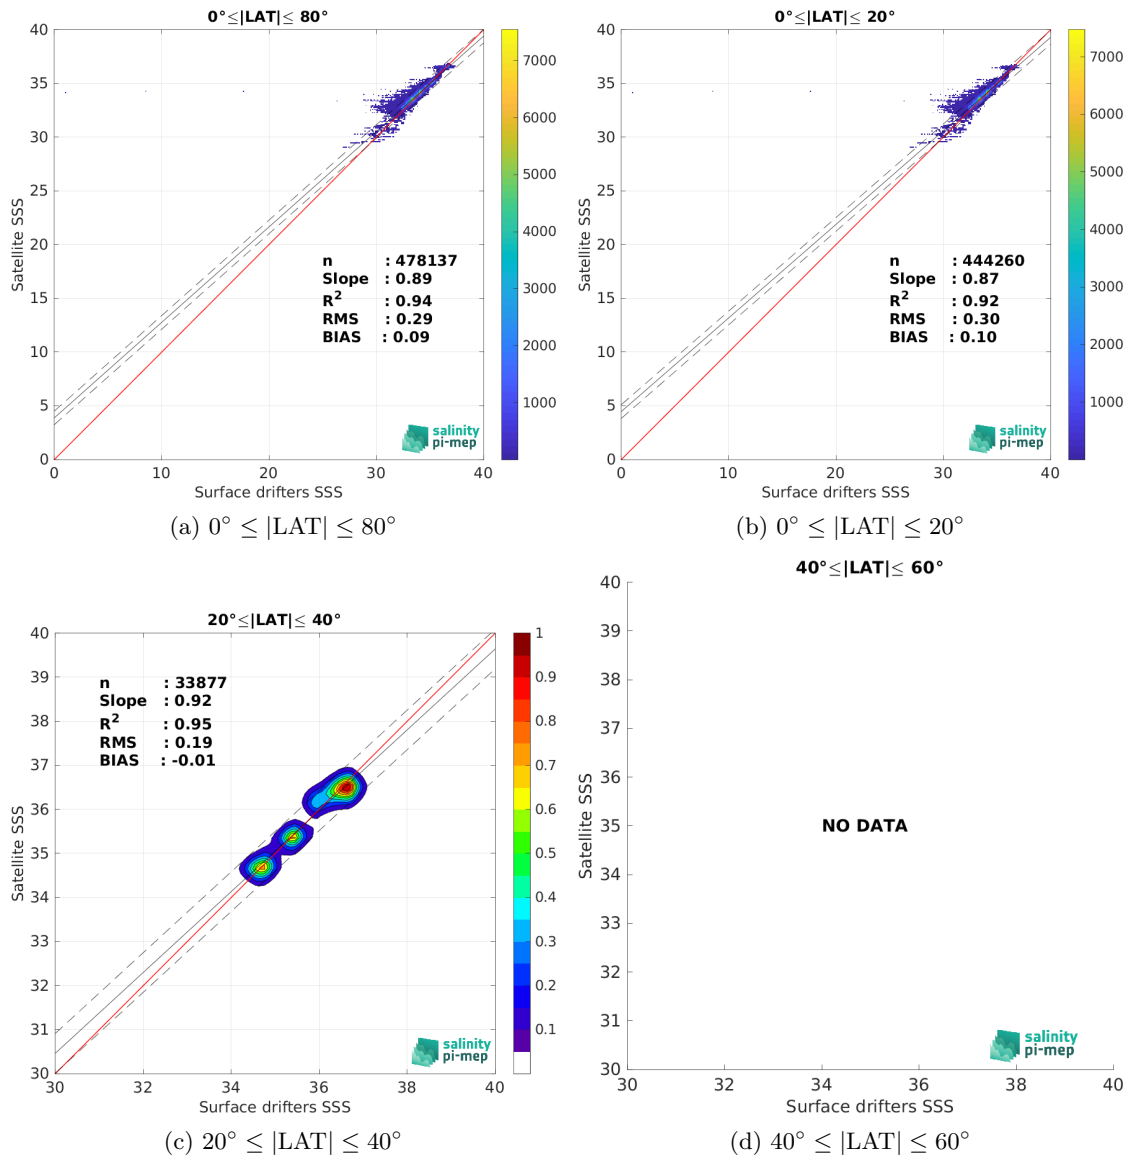 0°≤|LAT|≤ 80°
40
35
30
25
20
15
10
5
0
Satellite SSS
n : 478137
Slope : 0.89
R² : 0.94
RMS : 0.29
BIAS : 0.09
salinity
pi-mep
0 10 20 30 40
Surface drifters SSS
7000
6000
5000
4000
3000
2000
1000
(a) 0° ≤ |LAT| ≤ 80°
0°≤|LAT|≤ 20°
40
35
30
25
20
15
10
5
0
Satellite SSS
n : 444260
Slope : 0.87
R² : 0.92
RMS : 0.30
BIAS : 0.10
salinity
pi-mep
0 10 20 30 40
Surface drifters SSS
7000
6000
5000
4000
3000
2000
1000
(b) 0° ≤ |LAT| ≤ 20°
20°≤|LAT|≤ 40°
40
39
38
37
36
35
34
33
32
31
30
Satellite SSS
n : 33877
Slope : 0.92
R² : 0.95
RMS : 0.19
BIAS : -0.01
salinity
pi-mep
30 32 34 36 38 40
Surface drifters SSS
1
0.9
0.8
0.7
0.6
0.5
0.4
0.3
0.2
0.1
(c) 20° ≤ |LAT| ≤ 40°
40°≤|LAT|≤ 60°
40
39
38
37
36
35
34
33
32
31
30
Satellite SSS
NO DATA
salinity
pi-mep
30 32 34 36 38 40
Surface drifters SSS
(d) 40° ≤ |LAT| ≤ 60°